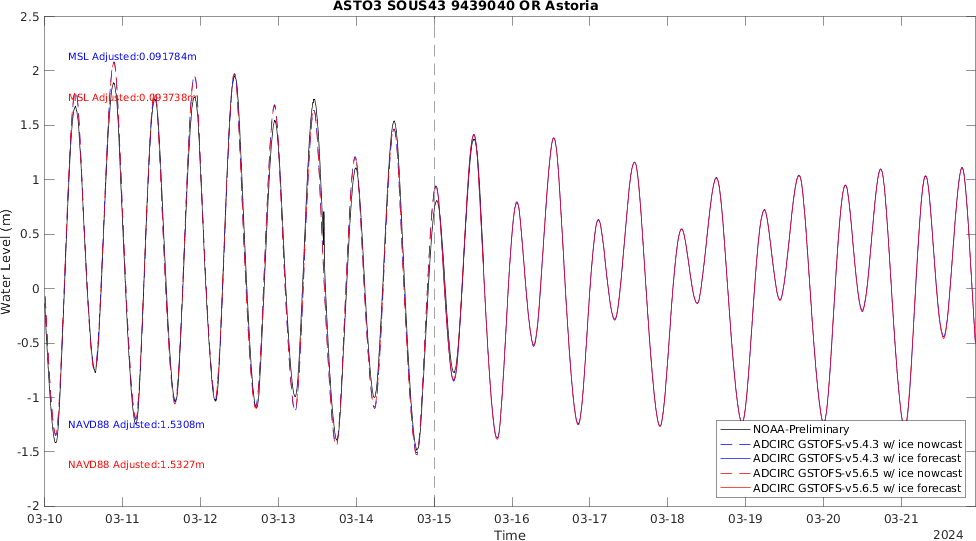 ASTO3 SOUS43 9439040 OR Astoria
2.5
2
1.5
1
0.5
0
-0.5
-1
-1.5
-2
Water Level (m)
MSL Adjusted:0.091784m
MSL Adjusted:0.093738m
NAVD88 Adjusted:1.5308m
NAVD88 Adjusted:1.5327m
NOAA-Preliminary
ADCIRC GSTOFS-v5.4.3 w/ ice nowcast
ADCIRC GSTOFS-v5.4.3 w/ ice forecast
ADCIRC GSTOFS-v5.6.5 w/ ice nowcast
ADCIRC GSTOFS-v5.6.5 w/ ice forecast
03-10 03-11 03-12 03-13 03-14 03-15 03-16 03-17 03-18 03-19 03-20 03-21
Time
2024